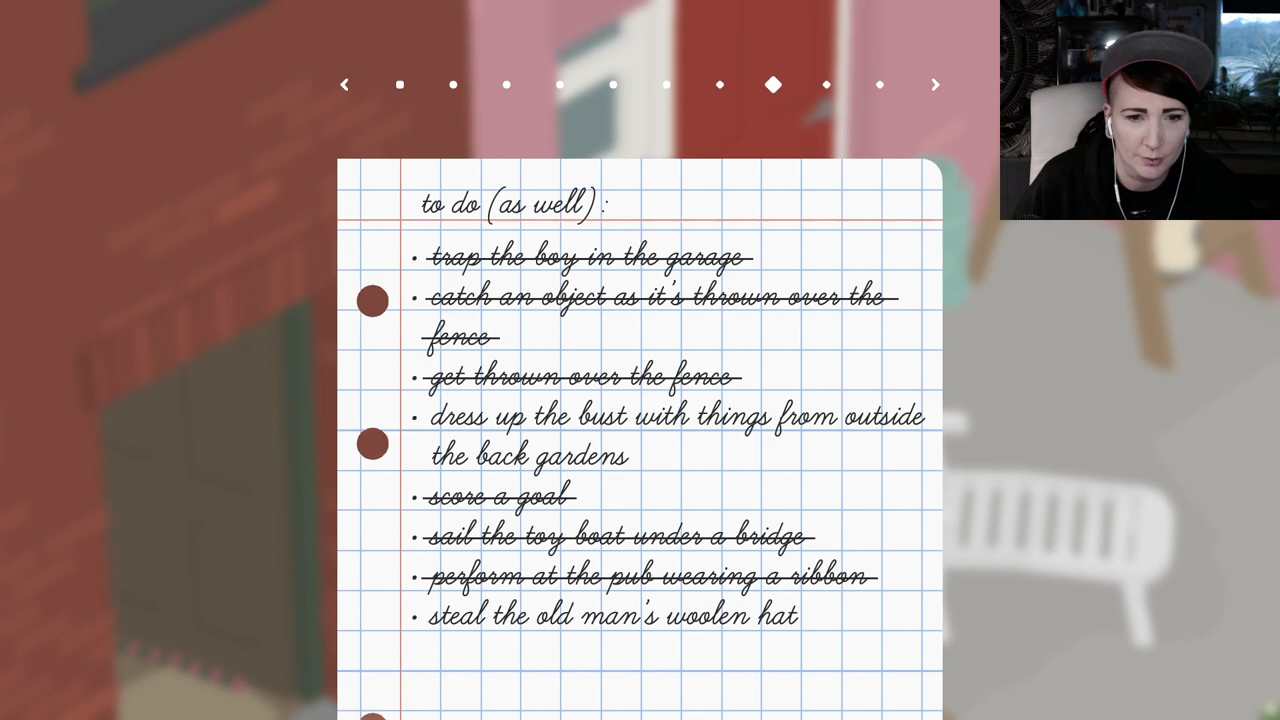 to do (as well):
• trap the boy in the garage
• catch an object as it's thrown over the
fence
• get thrown over the fence
• dress up the bust with things from outside
the back gardens
• score a goal
• sail the toy boat under a bridge
• perform at the pub wearing a ribbon
• steal the old man's woolen hat